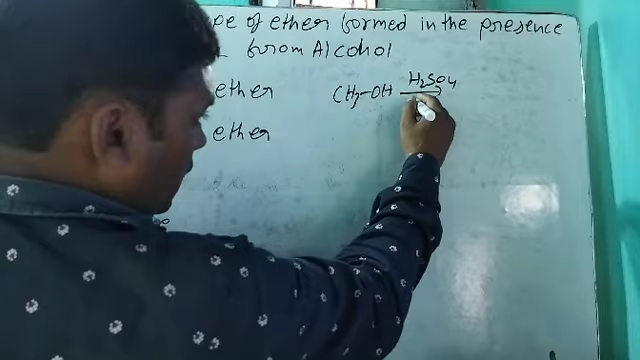 pe of ether formed in the presence
from Alcohol
ether CH3-OH H2SO4
ether